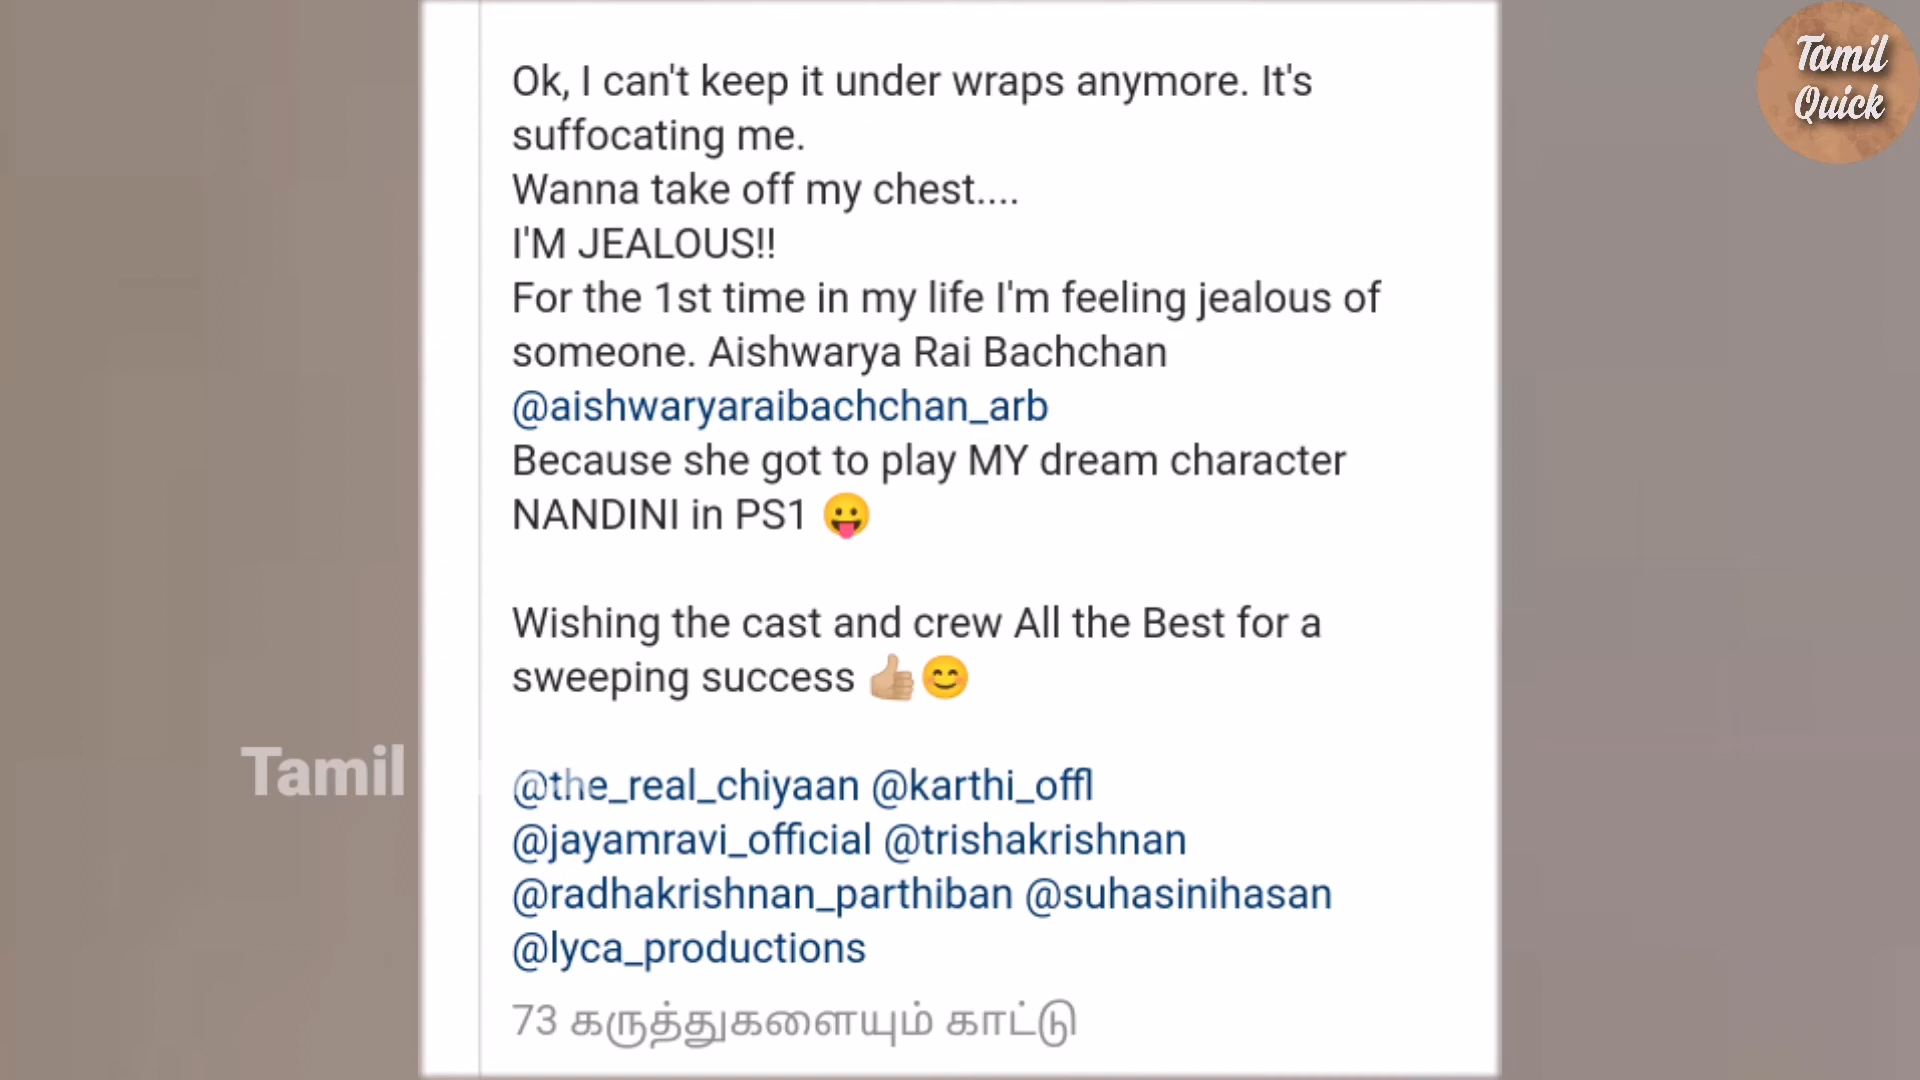 Tamil
Quick
Ok, I can't keep it under wraps anymore. It's
suffocating me.
Wanna take off my chest....
I'M JEALOUS!!
For the 1st time in my life I'm feeling jealous of
someone. Aishwarya Rai Bachchan
@aishwaryaraibachchan_arb
Because she got to play MY dream character
NANDINI in PS1 😛
Wishing the cast and crew All the Best for a
sweeping success 👍🏼😊
Tamil
@the_real_chiyaan @karthi_offl
@jayamravi_official @trishakrishnan
@radhakrishnan_parthiban @suhasinihasan
@lyca_productions
73 கருத்துகளையும் காட்டு